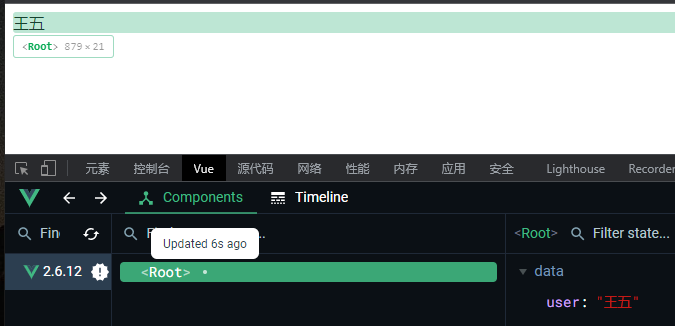 王五
<Root> 879 × 21
元素 控制台 Vue 源代码 网络 性能 内存 应用 安全 Lighthouse Recorder
Components Timeline
Updated 6s ago
<Root> Filter state...
2.6.12 <Root> data
user: "王五"